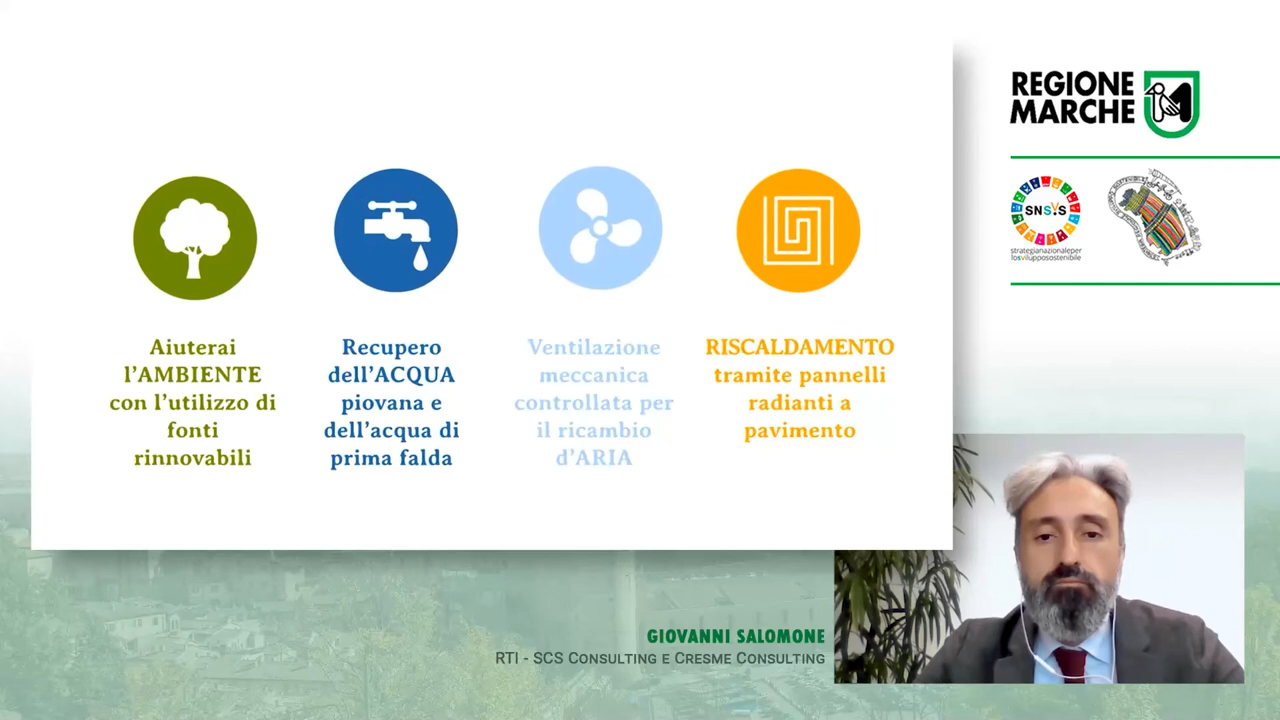 Aiuterai
l'AMBIENTE
con l'utilizzo di
fonti
rinnovabili
Recupero
dell'ACQUA
piovana e
dell'acqua di
prima falda
Ventilazione
meccanica
controllata per
il ricambio
d'ARIA
RISCALDAMENTO
tramite pannelli
radianti a
pavimento
REGIONE
MARCHE
SNSVS
strategianazionaleper
losvilupposostenibile
GIOVANNI SALOMONE
RTI - SCS CONSULTING E CRESME CONSULTING